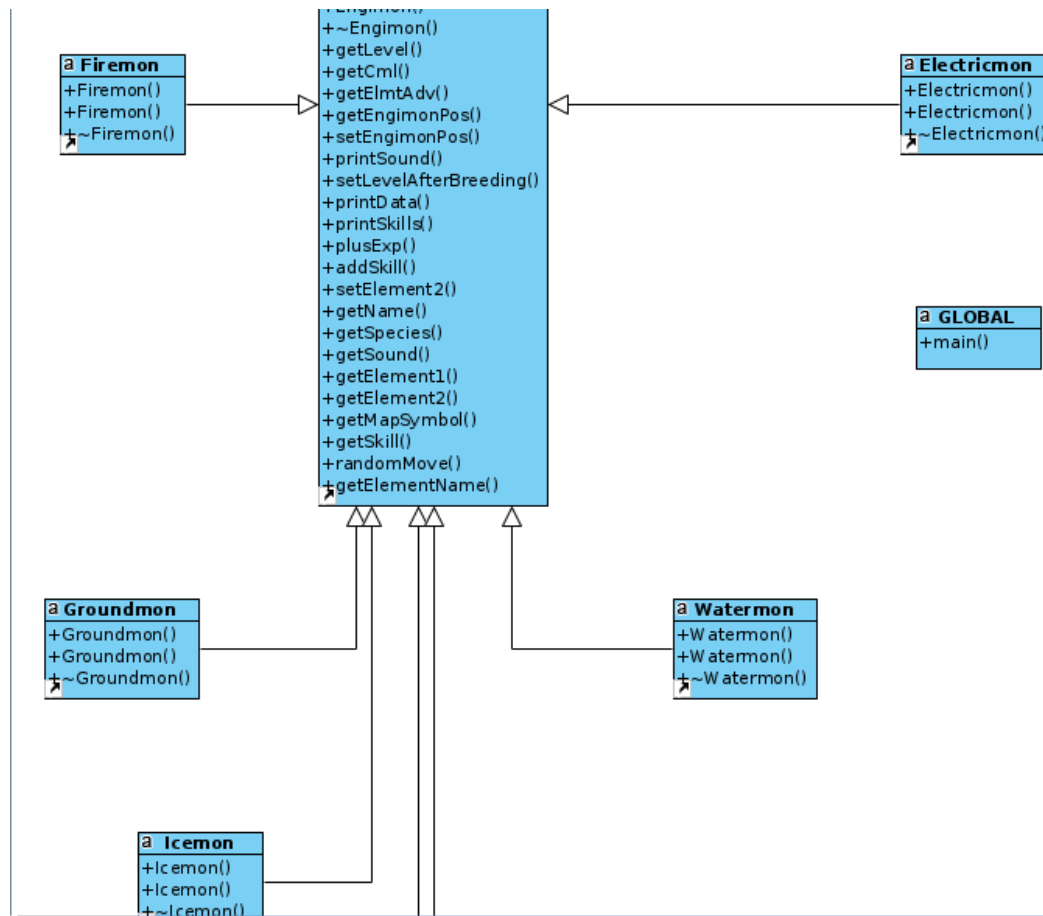 +~Engimon()
+getLevel()
+getCml()
+getElmtAdv()
+getEngimonPos()
+setEngimonPos()
+printSound()
+setLevelAfterBreeding()
+printData()
+printSkills()
+plusExp()
+addSkill()
+setElement2()
+getName()
+getSpecies()
+getSound()
+getElement1()
+getElement2()
+getMapSymbol()
+getSkill()
+randomMove()
+getElementName()
a Firemon
+Firemon()
+Firemon()
+~Firemon()
a Electricmon
+Electricmon()
+Electricmon()
+~Electricmon()
a GLOBAL
+main()
a Groundmon
+Groundmon()
+Groundmon()
+~Groundmon()
a Watermon
+Watermon()
+Watermon()
+~Watermon()
a Icemon
+Icemon()
+Icemon()
+~Icemon()